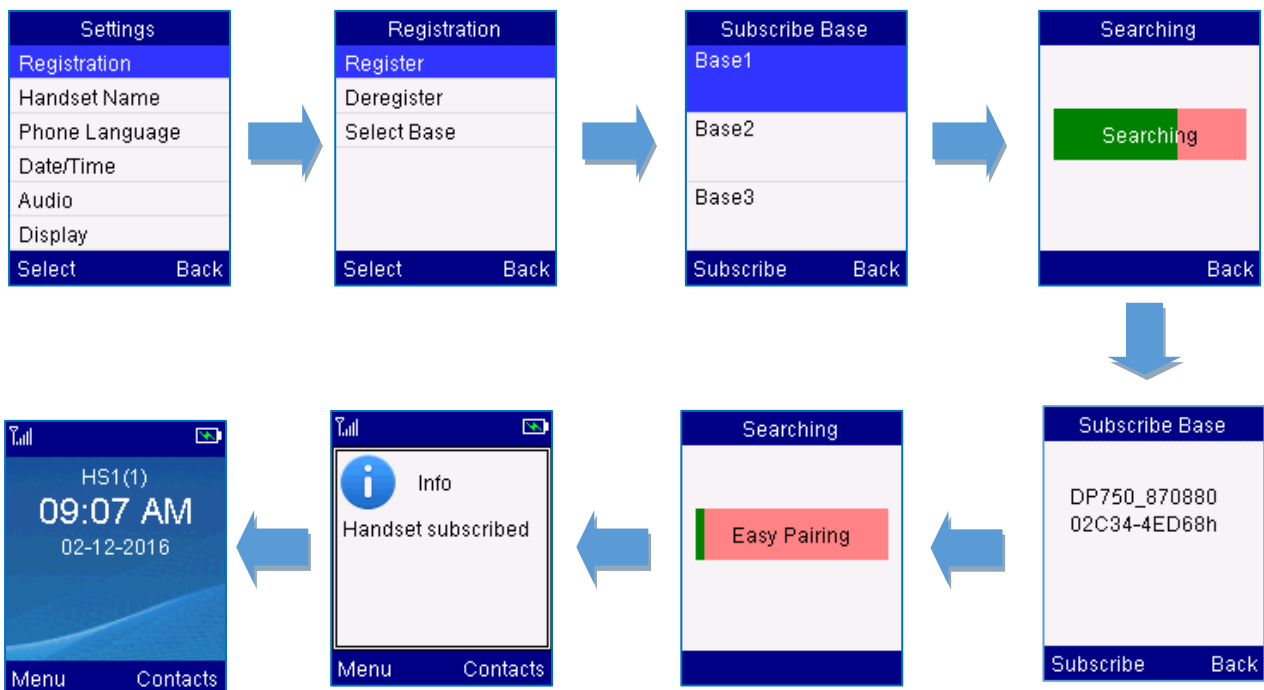 Settings
Registration
Handset Name
Phone Language
Date/Time
Audio
Display
Select Back
Registration
Register
Deregister
Select Base
Select Back
Subscribe Base
Base1
Base2
Base3
Subscribe Back
Searching
Searching
Back
Subscribe Base
DP750_870880
02C34-4ED68h
Subscribe Back
Searching
Easy Pairing
Info
Handset subscribed
Menu Contacts
HS1(1)
09:07 AM
02-12-2016
Menu Contacts